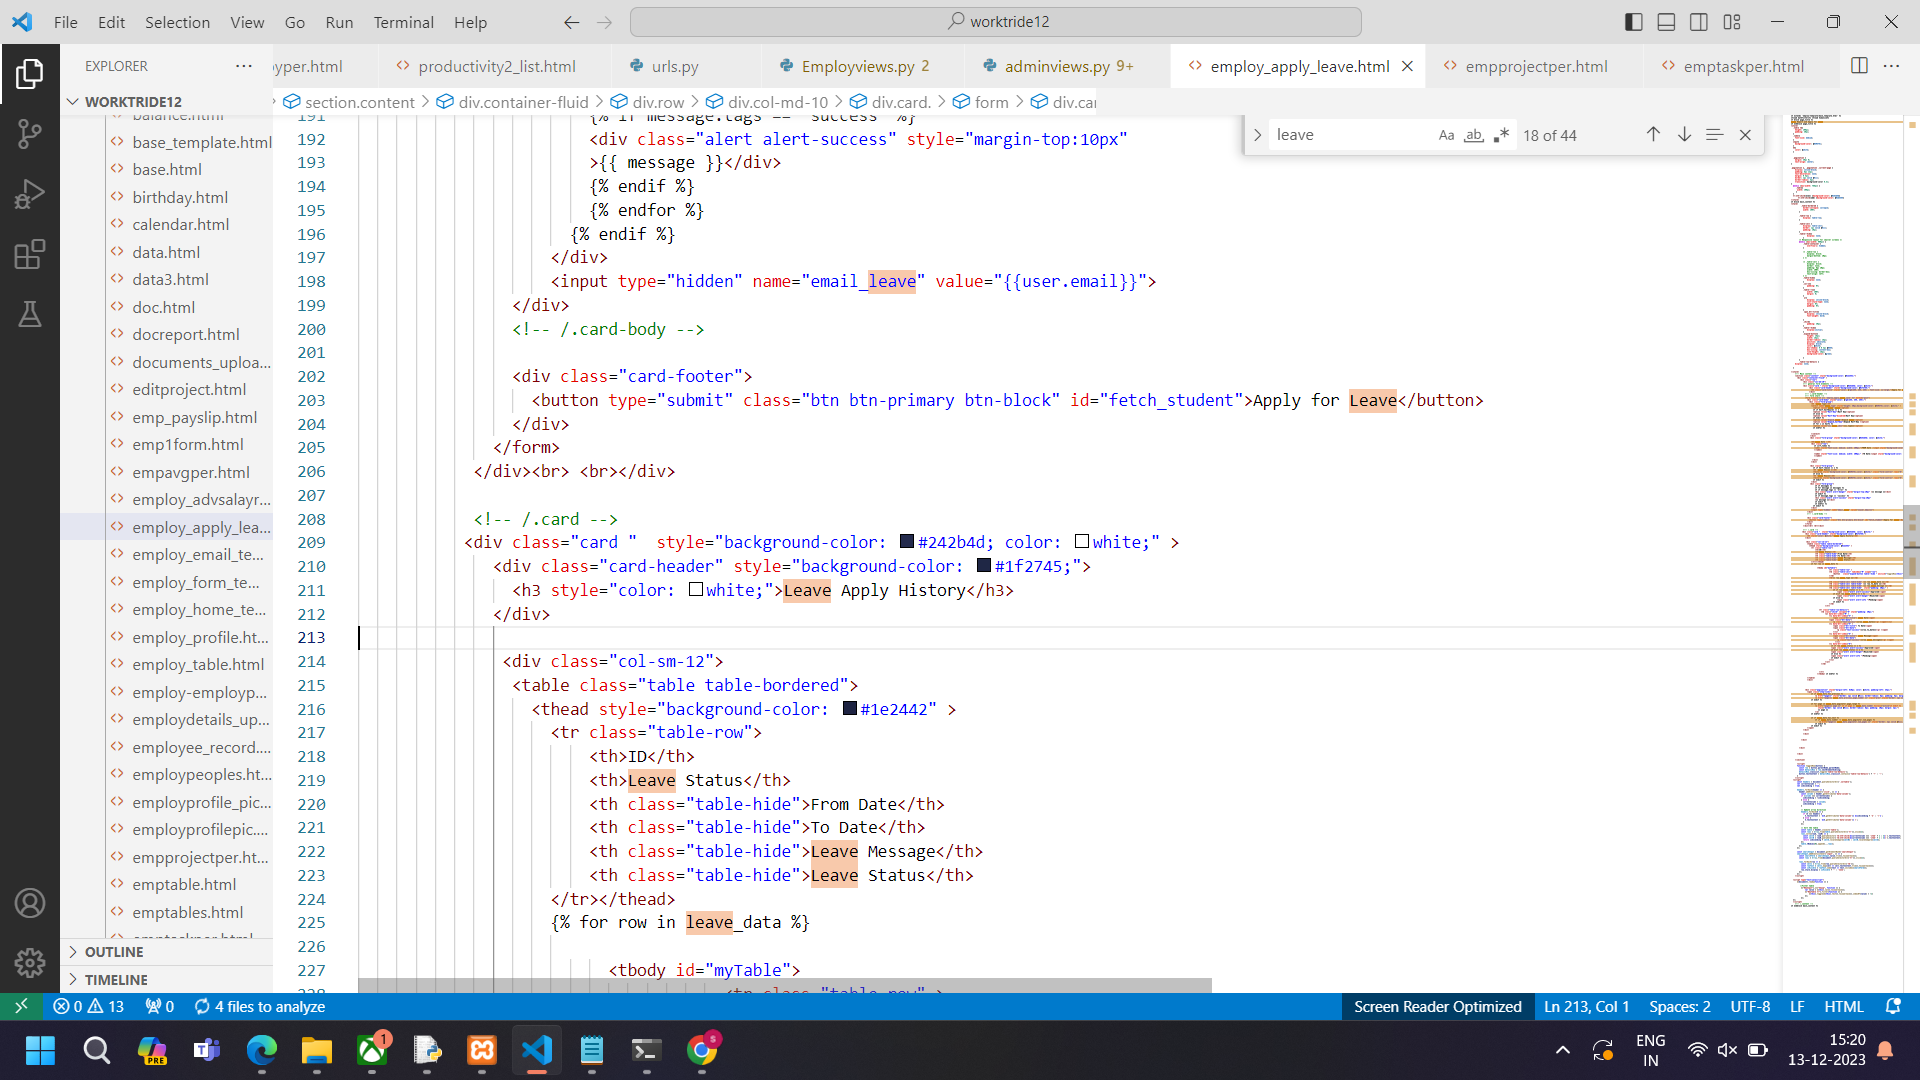 File Edit Selection View Go Run Terminal Help
worktride12
EXPLORER
yper.html
productivity2_list.html
urls.py
Employviews.py 2
adminviews.py 9+
employ_apply_leave.html
empprojectper.html
emptaskper.html
WORKTRIDE12
section.content
div.container-fluid
div.row
div.col-md-10
div.card.
form
div.car
leave
Aa
ab
18 of 44
balance.html
base_template.html
base.html
birthday.html
calendar.html
data.html
data3.html
doc.html
docreport.html
documents_uploa...
editproject.html
emp_payslip.html
emp1form.html
empavgper.html
employ_advsalayr...
employ_apply_lea...
employ_email_te...
employ_form_te...
employ_home_te...
employ_profile.ht...
employ_table.html
employ-employp...
employdetails_up...
employee_record....
employpeoples.ht...
employprofile_pic...
employprofilepic....
empprojectper.ht...
emptable.html
emptables.html
emptaskper.html
OUTLINE
TIMELINE
191 {% if message.tags == "success" %}
192 <div class="alert alert-success" style="margin-top:10px"
193 >{{ message }}</div>
194 {% endif %}
195 {% endfor %}
196 {% endif %}
197 </div>
198 <input type="hidden" name="email_leave" value="{{user.email}}">
199 </div>
200 <!-- /.card-body -->
201
202 <div class="card-footer">
203 <button type="submit" class="btn btn-primary btn-block" id="fetch_student">Apply for Leave</button>
204 </div>
205 </form>
206 </div><br> <br></div>
207
208 <!-- /.card -->
209 <div class="card "  style="background-color: #242b4d; color: white;" >
210 <div class="card-header" style="background-color: #1f2745;">
211 <h3 style="color: white;">Leave Apply History</h3>
212 </div>
213
214 <div class="col-sm-12">
215 <table class="table table-bordered">
216 <thead style="background-color: #1e2442" >
217 <tr class="table-row">
218 <th>ID</th>
219 <th>Leave Status</th>
220 <th class="table-hide">From Date</th>
221 <th class="table-hide">To Date</th>
222 <th class="table-hide">Leave Message</th>
223 <th class="table-hide">Leave Status</th>
224 </tr></thead>
225 {% for row in leave_data %}
226
227 <tbody id="myTable">
228 <tr class="table-row" >
0 13 0 4 files to analyze
Screen Reader Optimized Ln 213, Col 1 Spaces: 2 UTF-8 LF HTML
PRE
1
S
ENG
IN
15:20
13-12-2023